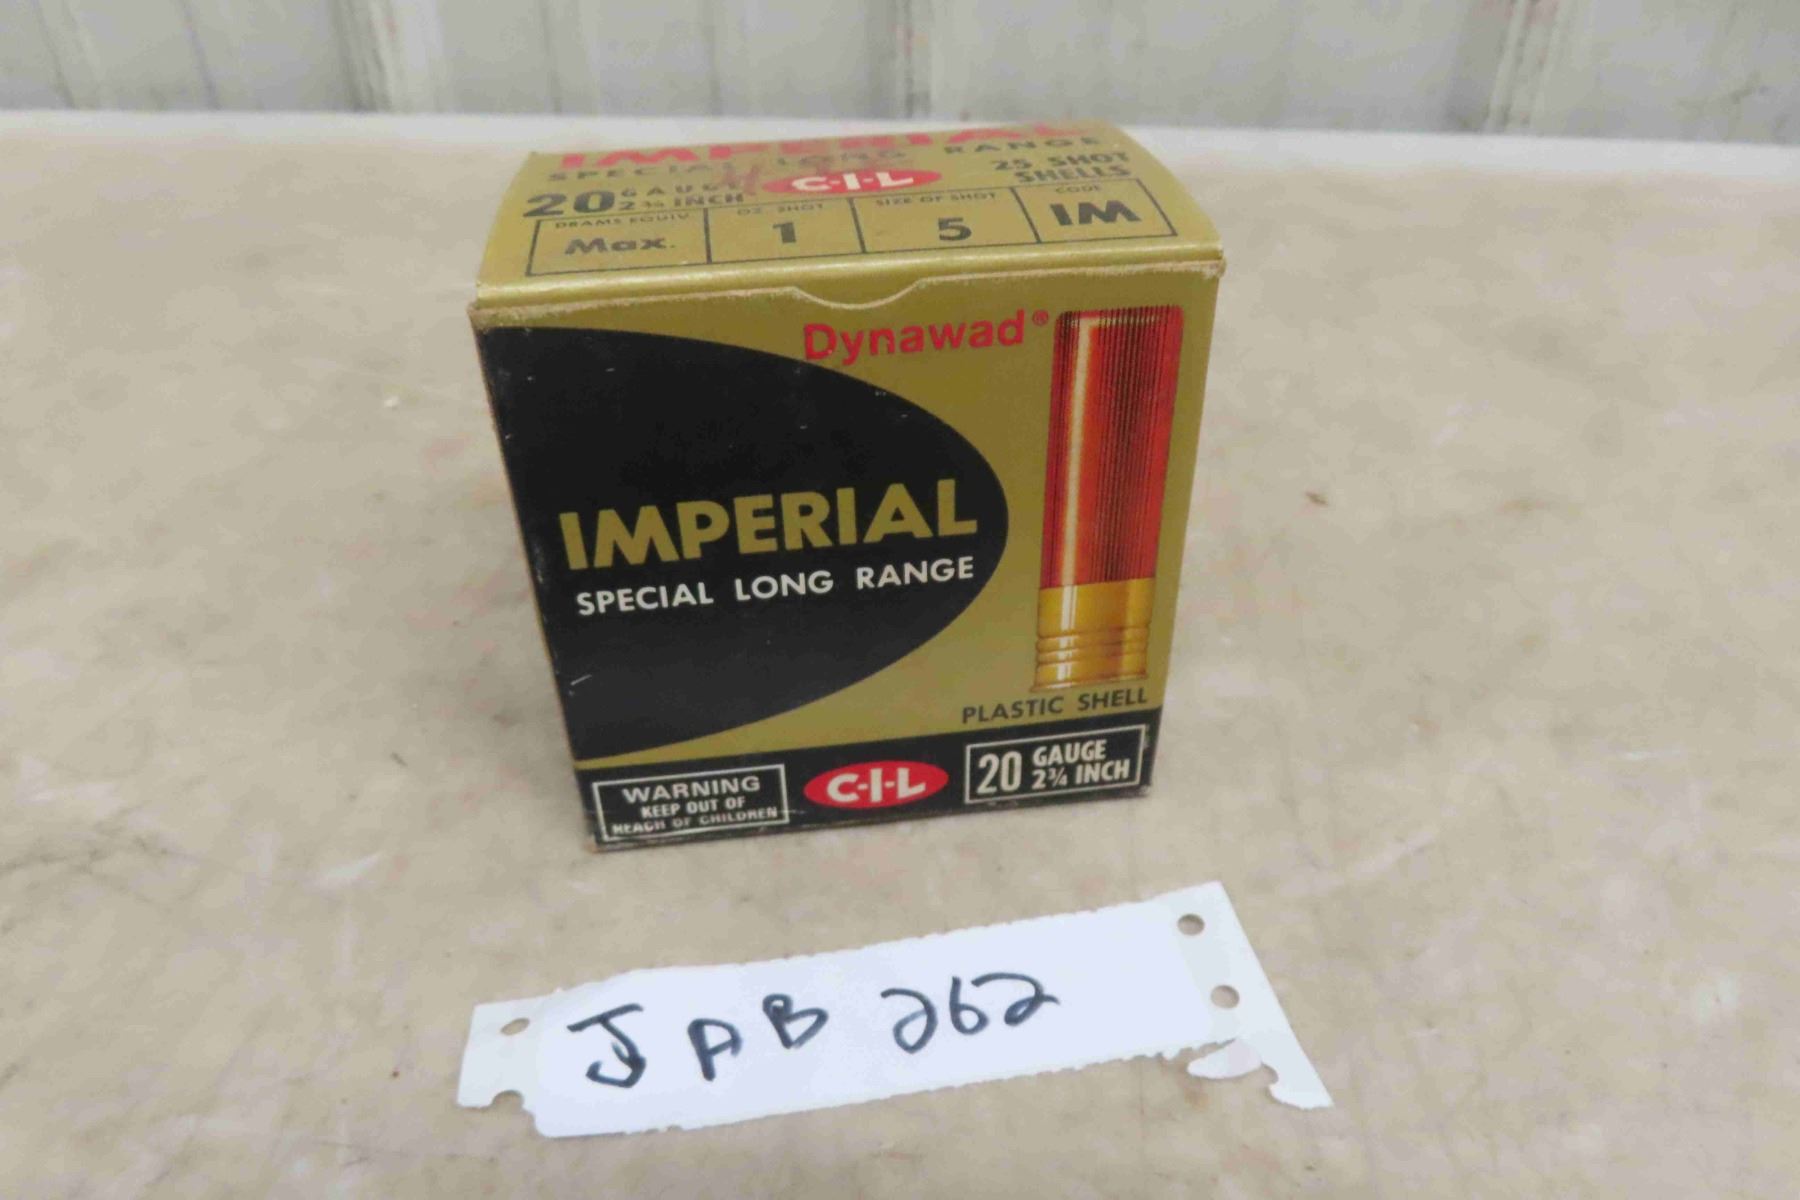 IMPERIAL
SPECIAL LONG RANGE
20 GAUGE 2¾ INCH C-I-L 25 SHOT SHELLS
DRAMS EQUIV. OZ. SHOT SIZE OF SHOT CODE
Max. 1 5 IM
Dynawad®
IMPERIAL
SPECIAL LONG RANGE
PLASTIC SHELL
WARNING
KEEP OUT OF
REACH OF CHILDREN
C-I-L
20 GAUGE
2¾ INCH
JAB 262